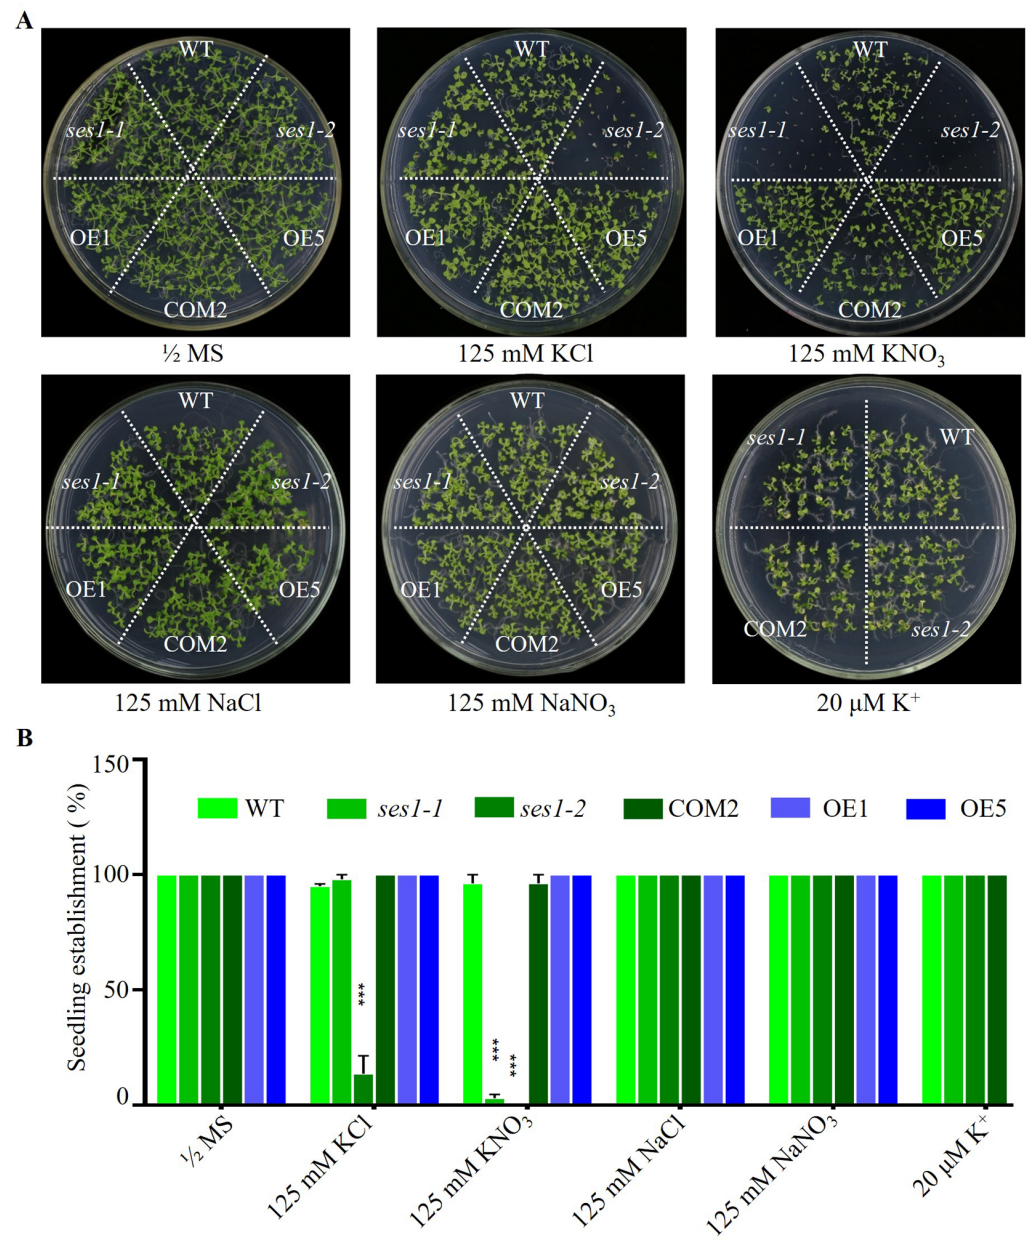 A
WT
ses1-1
ses1-2
OE1
OE5
COM2
½ MS
WT
ses1-1
ses1-2
OE1
OE5
COM2
125 mM KCl
WT
ses1-1
ses1-2
OE1
OE5
COM2
125 mM KNO₃
WT
ses1-1
ses1-2
OE1
OE5
COM2
125 mM NaCl
WT
ses1-1
ses1-2
OE1
OE5
COM2
125 mM NaNO₃
ses1-1
WT
COM2
ses1-2
20 μM K⁺
B
Seedling establishment ( %)
150
100
50
0
WT
ses1-1
ses1-2
COM2
OE1
OE5
***
***
***
½ MS
125 mM KCl
125 mM KNO₃
125 mM NaCl
125 mM NaNO₃
20 μM K⁺